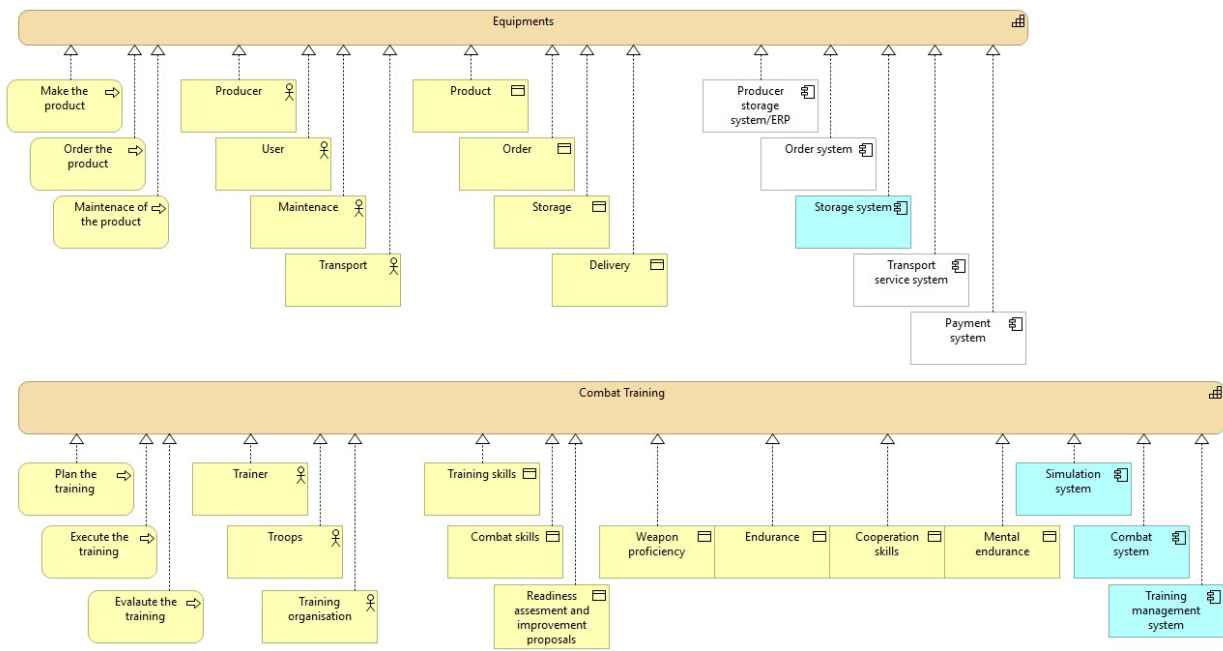 Equipments
Make the
product
Producer
Product
Producer
storage
system/ERP
Order the
product
User
Order
Order system
Maintenace of
the product
Maintenace
Storage
Storage system
Transport
Delivery
Transport
service system
Payment
system
Combat Training
Plan the
training
Trainer
Training skills
Simulation
system
Execute the
training
Troops
Combat skills
Weapon
proficiency
Endurance
Cooperation
skills
Mental
endurance
Combat
system
Evalaute the
training
Training
organisation
Readiness
assesment and
improvement
proposals
Training
management
system